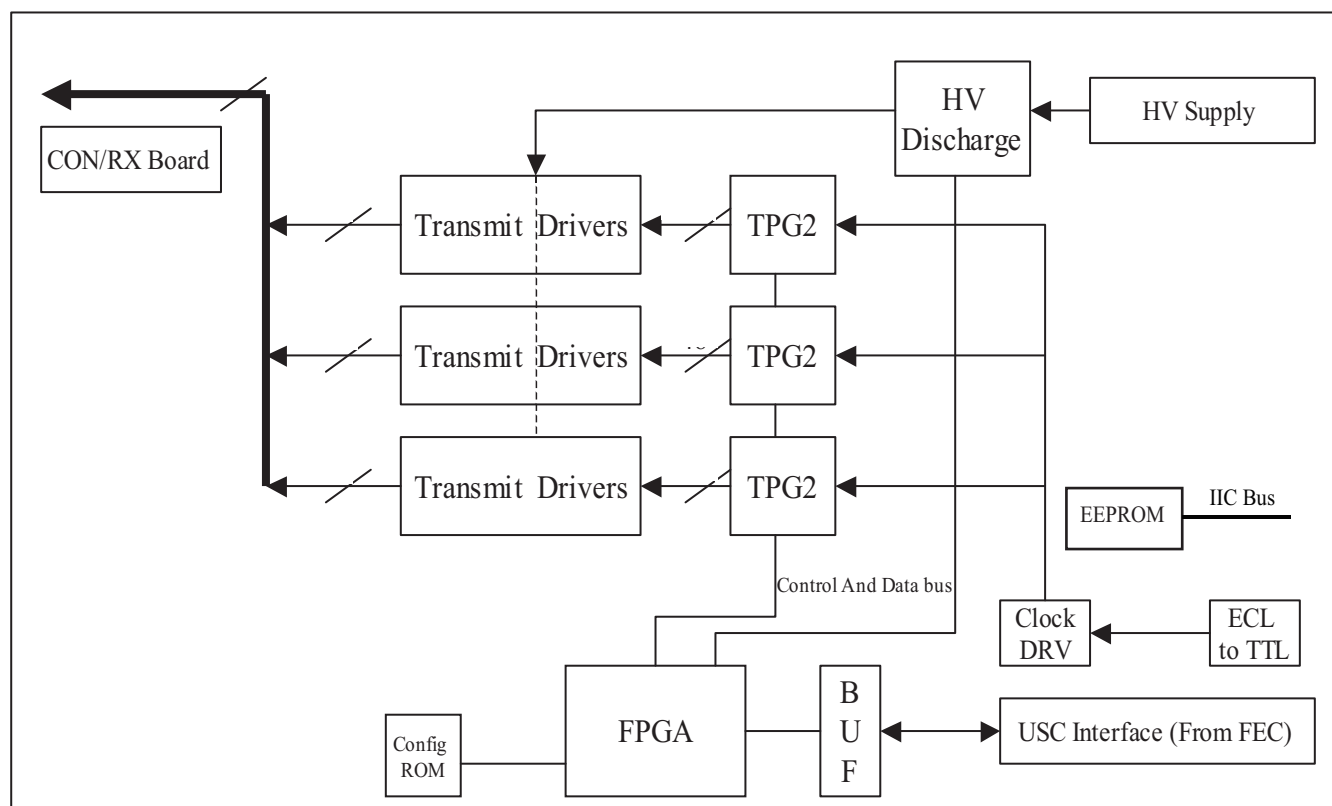 HV
Discharge
HV Supply
CON/RX Board
Transmit Drivers
TPG2
Transmit Drivers
TPG2
Transmit Drivers
TPG2
EEPROM
IIC Bus
Control And Data bus
Clock
DRV
ECL
to TTL
Config
ROM
FPGA
B
U
F
USC Interface (From FEC)